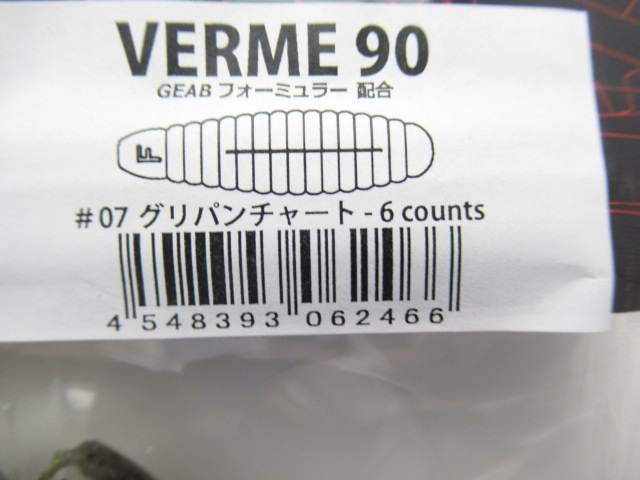 VERME 90
GEAB フォーミュラー 配合
F
#07 グリパンチャート - 6 counts
4 548393 062466